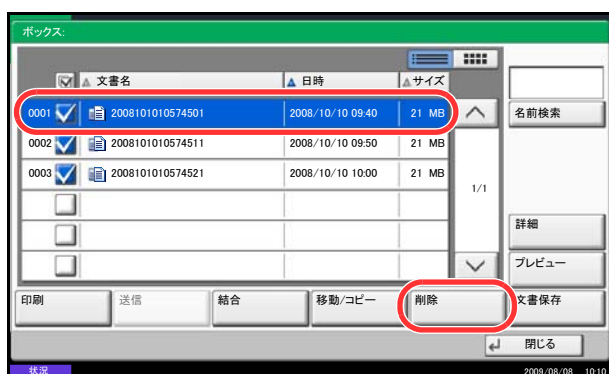 ボックス:
文書名 日時 サイズ
0001 2008101010574501 2008/10/10 09:40 21 MB 名前検索
0002 2008101010574511 2008/10/10 09:50 21 MB
0003 2008101010574521 2008/10/10 10:00 21 MB
1/1
詳細
プレビュー
印刷 送信 結合 移動/コピー 削除 文書保存
閉じる
状況 2009/08/08 10:10